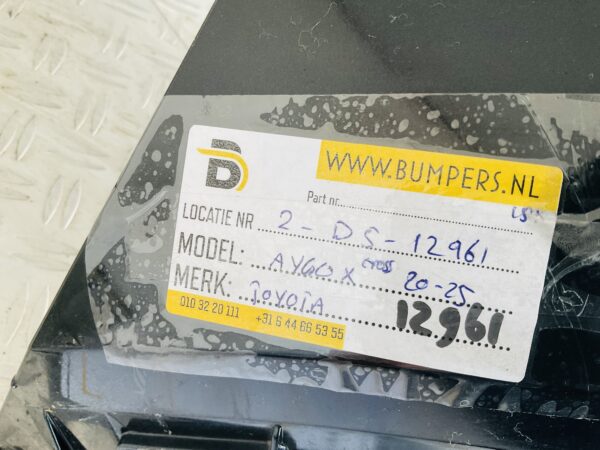 B
WWW.BUMPERS.NL
Part nr.
LOCATIE NR 2-DS-12961
MODEL: AYGO X cross 20-25
MERK: TOYOTA 12961
010 32 20 111 +31 6 44 86 53 55